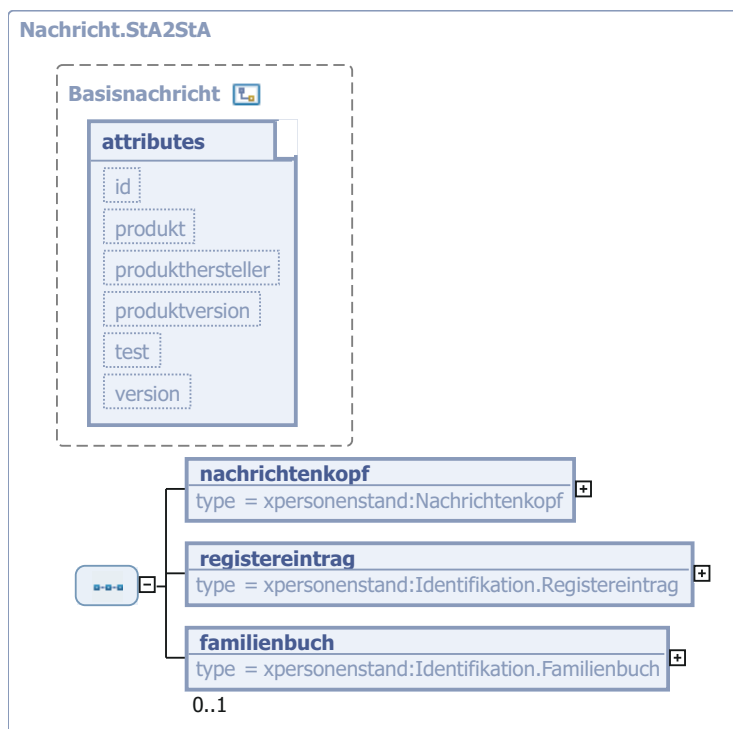 Nachricht.StA2StA
Basisnachricht
attributes
id
produkt
produkthersteller
produktversion
test
version
nachrichtenkopf
type = xpersonenstand:Nachrichtenkopf
registereintrag
type = xpersonenstand:Identifikation.Registereintrag
familienbuch
type = xpersonenstand:Identifikation.Familienbuch
0..1